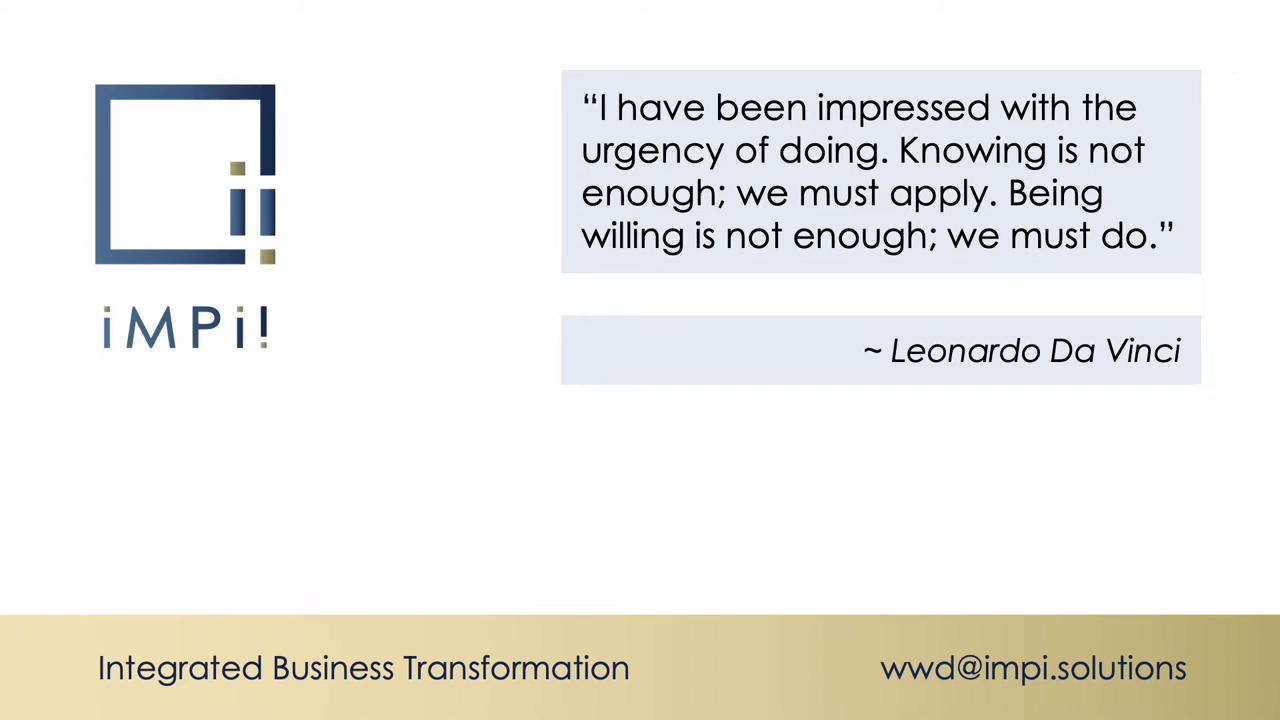 iMPi!
“I have been impressed with the
urgency of doing. Knowing is not
enough; we must apply. Being
willing is not enough; we must do.”
~ Leonardo Da Vinci
Integrated Business Transformation
wwd@impi.solutions